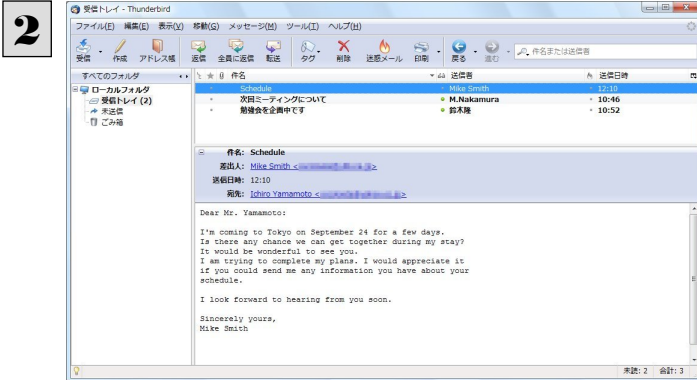 2
受信トレイ - Thunderbird
ファイル(F) 編集(E) 表示(V) 移動(G) メッセージ(M) ツール(T) ヘルプ(H)
受信 作成 アドレス帳 返信 全員に返信 転送 タグ 削除 迷惑メール 印刷 戻る 進む 件名または送信者
すべてのフォルダ 件名 送信者 送信日時
ローカルフォルダ Schedule Mike Smith 12:10
受信トレイ (2) 次回ミーティングについて M.Nakamura 10:46
未送信 勉強会を企画中です 鈴木隆 10:52
ごみ箱
件名: Schedule
差出人: Mike Smith <
送信日時: 12:10
宛先: Ichiro Yamamoto <
Dear Mr. Yamamoto:
I'm coming to Tokyo on September 24 for a few days.
Is there any chance we can get together during my stay?
It would be wonderful to see you.
I am trying to complete my plans. I would appreciate it
if you could send me any information you have about your
schedule.
I look forward to hearing from you soon.
Sincerely yours,
Mike Smith
未読: 2 合計: 3